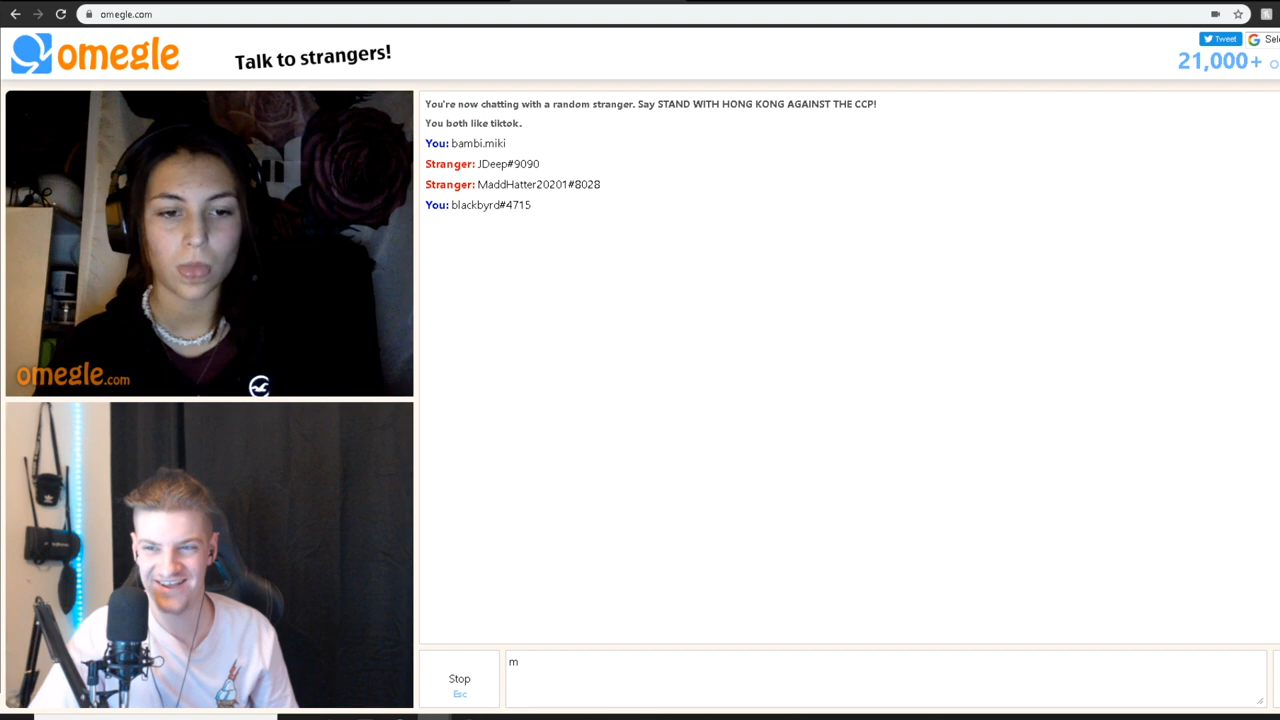 omegle.com
omegle
Talk to strangers!
Tweet
Sel
21,000+ o
You're now chatting with a random stranger. Say STAND WITH HONG KONG AGAINST THE CCP!
You both like tiktok.
You: bambi.miki
Stranger: JDeep#9090
Stranger: MaddHatter20201#8028
You: blackbyrd#4715
omegle.com
m
Stop
Esc